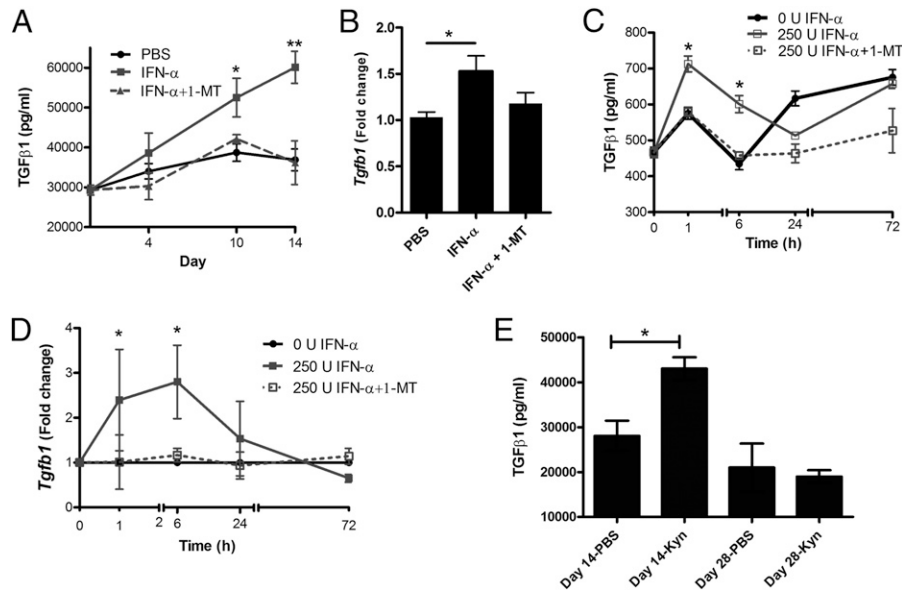 A
PBS
IFN-α
IFN-α+1-MT
TGFβ1 (pg/ml)
60000
50000
40000
30000
20000
*
**
4
10
14
Day
B
Tgfb1 (Fold change)
2.0
1.5
1.0
0.5
0.0
*
PBS
IFN-α
IFN-α + 1-MT
C
0 U IFN-α
250 U IFN-α
250 U IFN-α+1-MT
TGFβ1 (pg/ml)
800
700
600
500
400
300
*
*
0
1
6
24
72
Time (h)
D
Tgfb1 (Fold change)
4
3
2
1
0
*
*
0 U IFN-α
250 U IFN-α
250 U IFN-α+1-MT
0
1
2
6
24
72
Time (h)
E
TGFβ1 (pg/ml)
50000
40000
30000
20000
10000
*
Day 14-PBS
Day 14-Kyn
Day 28-PBS
Day 28-Kyn